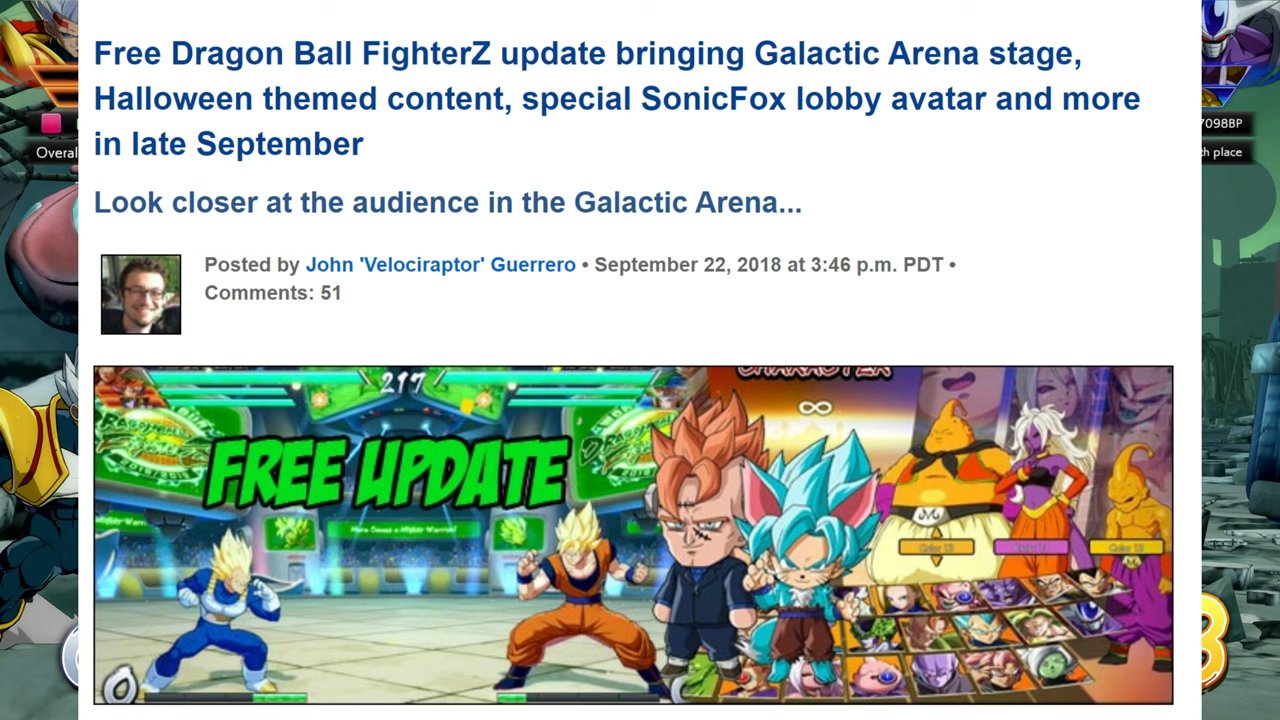 Free Dragon Ball FighterZ update bringing Galactic Arena stage,
Halloween themed content, special SonicFox lobby avatar and more
in late September
7098BP
Overal
th place
Look closer at the audience in the Galactic Arena...
Posted by John 'Velociraptor' Guerrero • September 22, 2018 at 3:46 p.m. PDT •
Comments: 51
217
CHARACTER
∞
FREE UPDATE